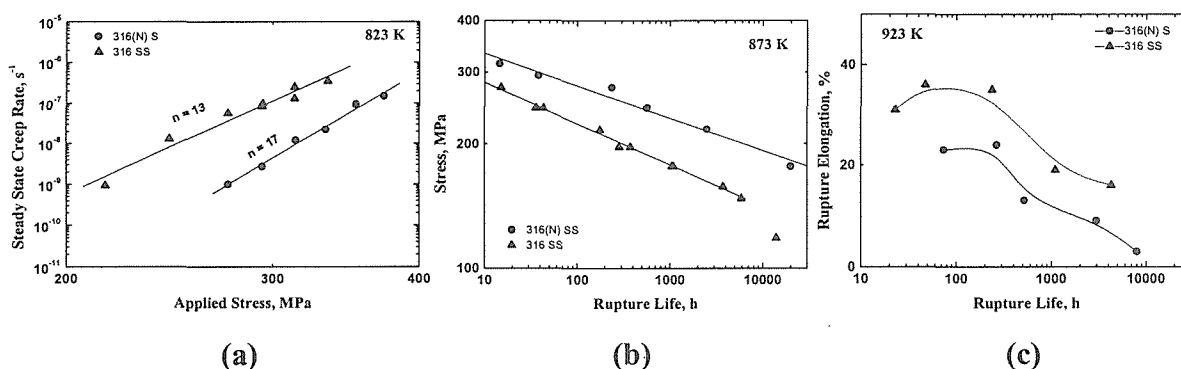 10⁻⁵
10⁻⁶
10⁻⁷
10⁻⁸
10⁻⁹
10⁻¹⁰
10⁻¹¹
Steady State Creep Rate, s⁻¹
316(N) S
316 SS
823 K
n = 13
n = 17
200
300
400
Applied Stress, MPa
(a)
400
300
200
100
Stress, MPa
873 K
316(N) SS
316 SS
10
100
1000
10000
Rupture Life, h
(b)
40
20
0
Rupture Elongation, %
923 K
316(N) S
316 SS
10
100
1000
10000
Rupture Life, h
(c)